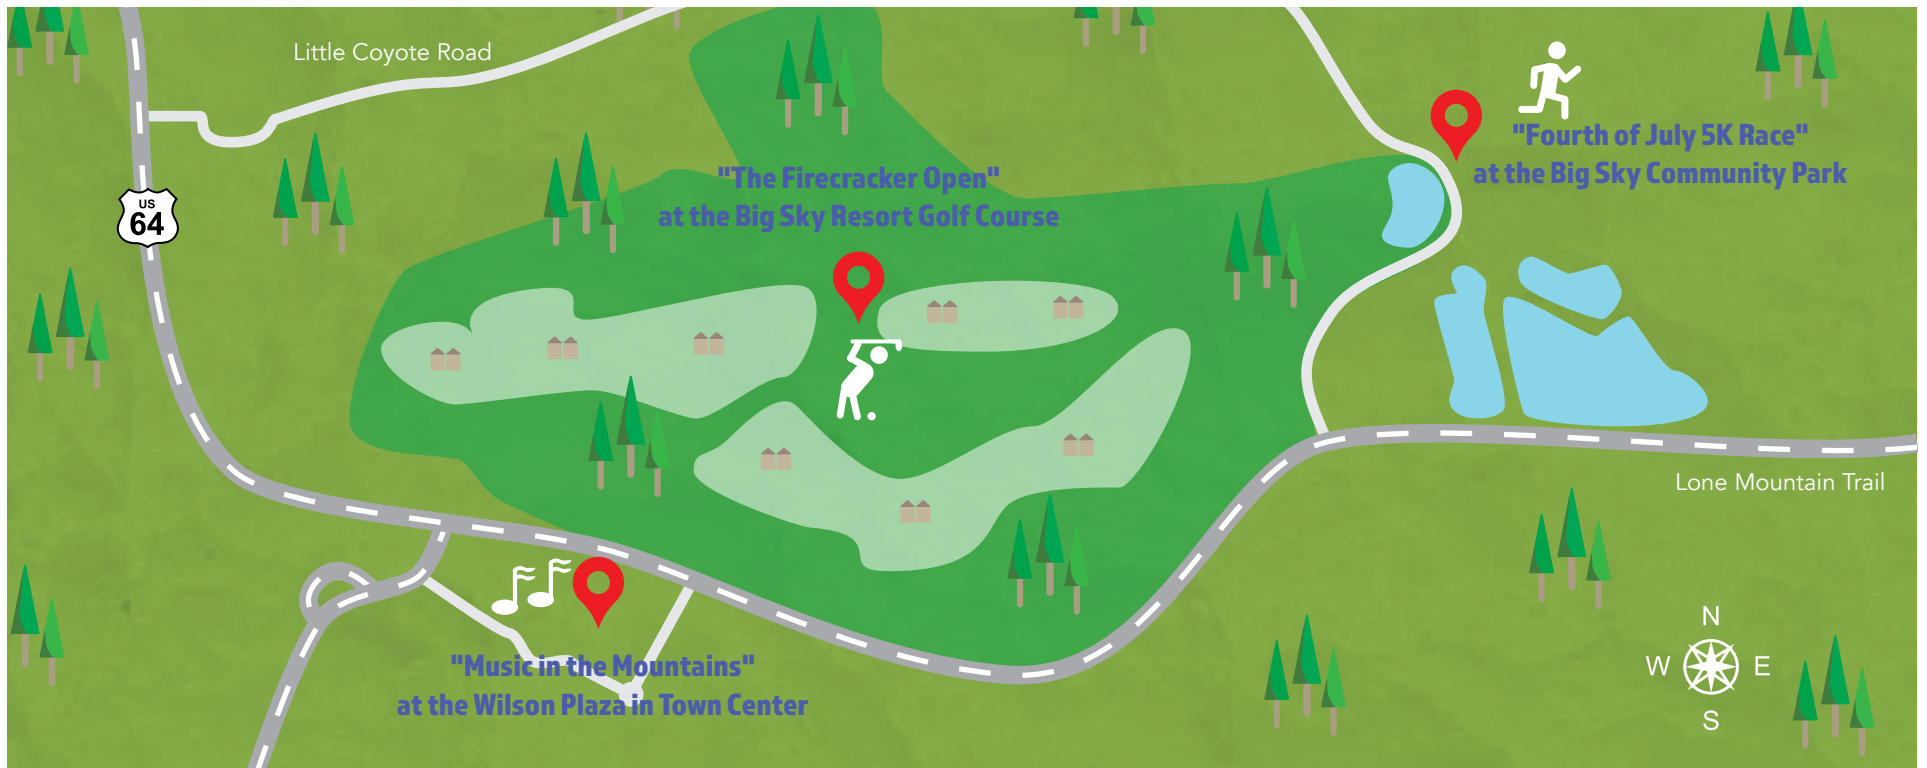 Little Coyote Road
"Fourth of July 5K Race"
at the Big Sky Community Park
"The Firecracker Open"
at the Big Sky Resort Golf Course
US
64
Lone Mountain Trail
"Music in the Mountains"
at the Wilson Plaza in Town Center
N
W
E
S